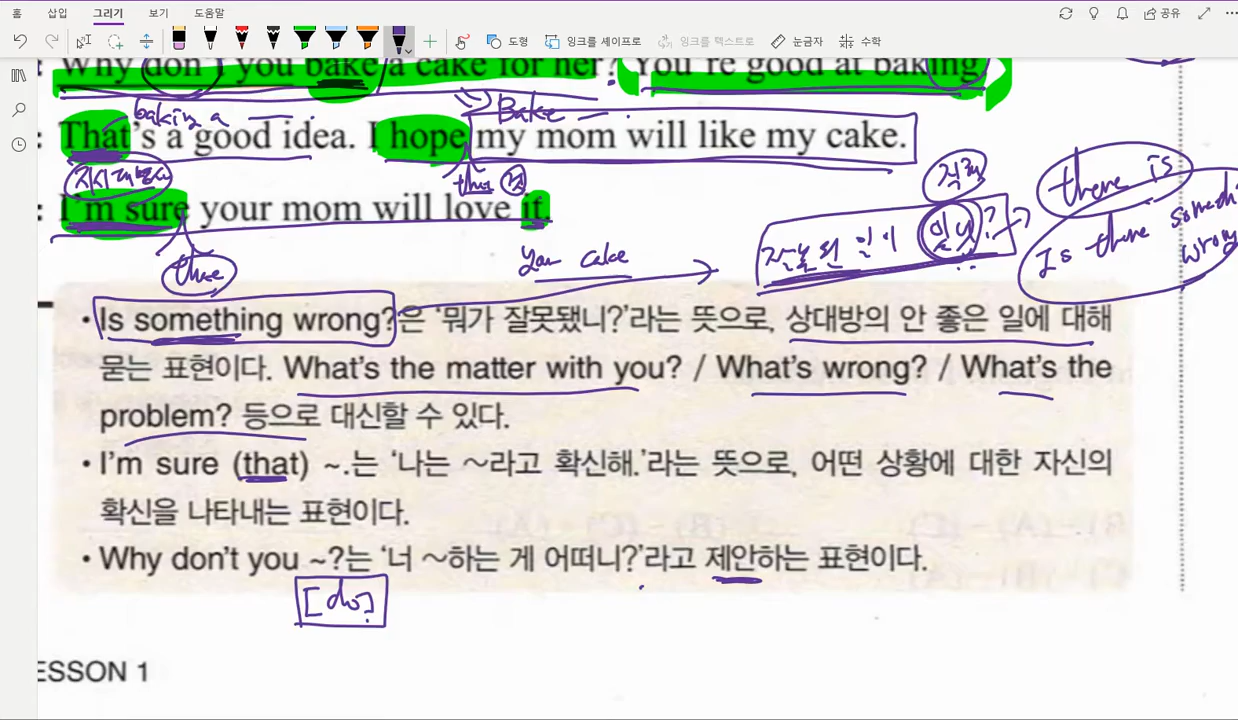 홈 삽입 그리기 보기 도움말
공유
도형 잉크를 셰이프로 잉크를 텍스트로 눈금자 수학
: Why don't you bake a cake for her? You're good at baking.
baking a
Bake
: That's a good idea. I hope my mom will like my cake.
지시대명사
that 것
there is
: I'm sure your mom will love it.
that
your cake
잘못된 일이 있니?
Is there
wrong
• Is something wrong?은 '뭐가 잘못됐니?'라는 뜻으로, 상대방의 안 좋은 일에 대해
묻는 표현이다. What's the matter with you? / What's wrong? / What's the
problem? 등으로 대신할 수 있다.
• I'm sure (that) ~.는 '나는 ~라고 확신해.'라는 뜻으로, 어떤 상황에 대한 자신의
확신을 나타내는 표현이다.
• Why don't you ~?는 '너 ~하는 게 어떠니?'라고 제안하는 표현이다.
[do]
ESSON 1